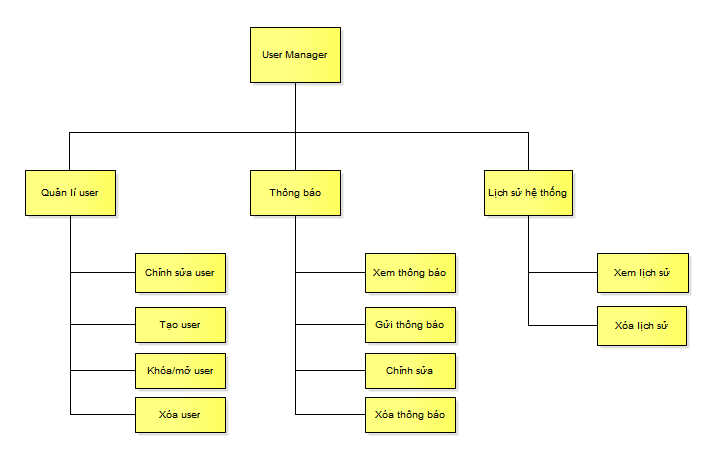 User Manager
Quản lí user
Thông báo
Lịch sử hệ thống
Chỉnh sửa user
Xem thông báo
Xem lịch sử
Tạo user
Gửi thông báo
Xóa lịch sử
Khóa/mở user
Chỉnh sửa
Xóa user
Xóa thông báo